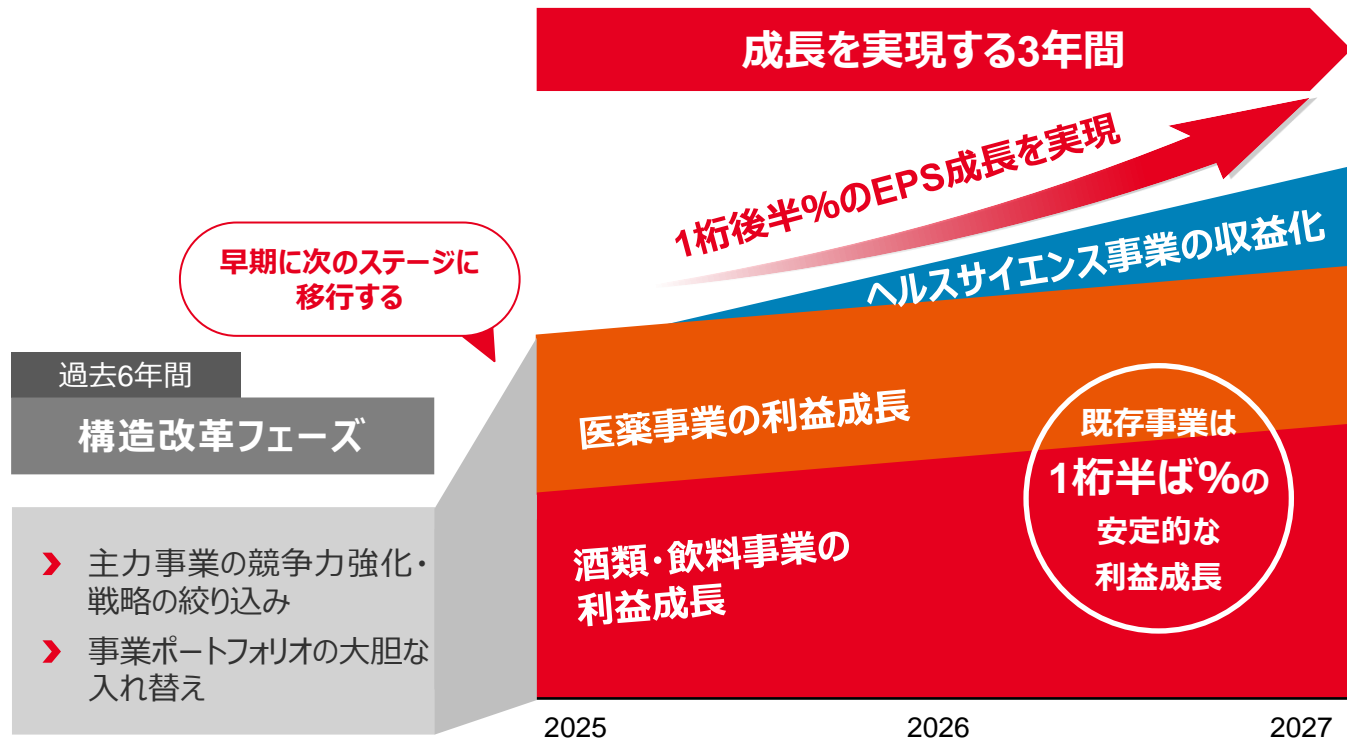 成長を実現する3年間
1桁後半%のEPS成長を実現
ヘルスサイエンス事業の収益化
早期に次のステージに
移行する
過去6年間
構造改革フェーズ
主力事業の競争力強化・
戦略の絞り込み
事業ポートフォリオの大胆な
入れ替え
医薬事業の利益成長
酒類・飲料事業の
利益成長
既存事業は
1桁半ば%の
安定的な
利益成長
2025
2026
2027